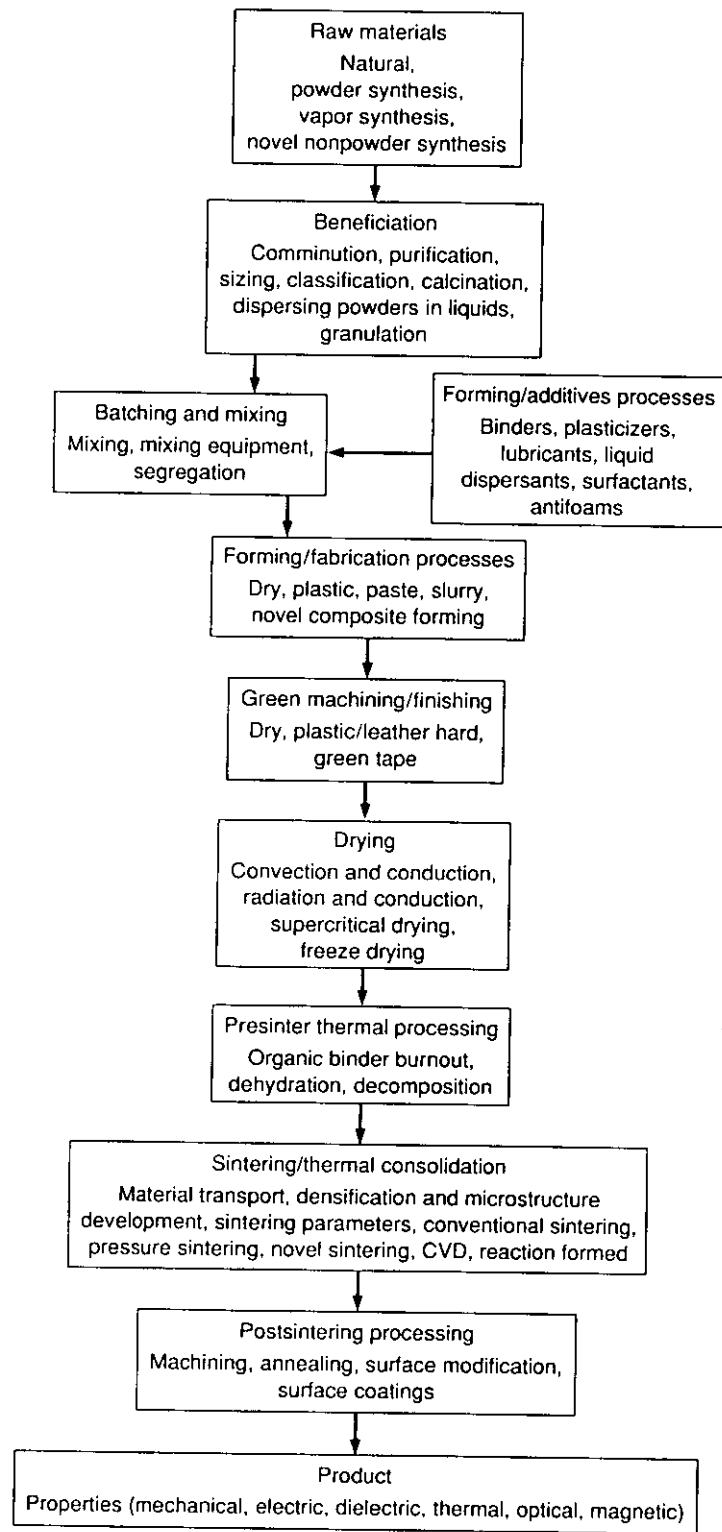 Raw materials
Natural,
powder synthesis,
vapor synthesis,
novel nonpowder synthesis
Beneficiation
Comminution, purification,
sizing, classification, calcination,
dispersing powders in liquids,
granulation
Batching and mixing
Mixing, mixing equipment,
segregation
Forming/additives processes
Binders, plasticizers,
lubricants, liquid
dispersants, surfactants,
antifoams
Forming/fabrication processes
Dry, plastic, paste, slurry,
novel composite forming
Green machining/finishing
Dry, plastic/leather hard,
green tape
Drying
Convection and conduction,
radiation and conduction,
supercritical drying,
freeze drying
Presinter thermal processing
Organic binder burnout,
dehydration, decomposition
Sintering/thermal consolidation
Material transport, densification and microstructure
development, sintering parameters, conventional sintering,
pressure sintering, novel sintering, CVD, reaction formed
Postsintering processing
Machining, annealing, surface modification,
surface coatings
Product
Properties (mechanical, electric, dielectric, thermal, optical, magnetic)